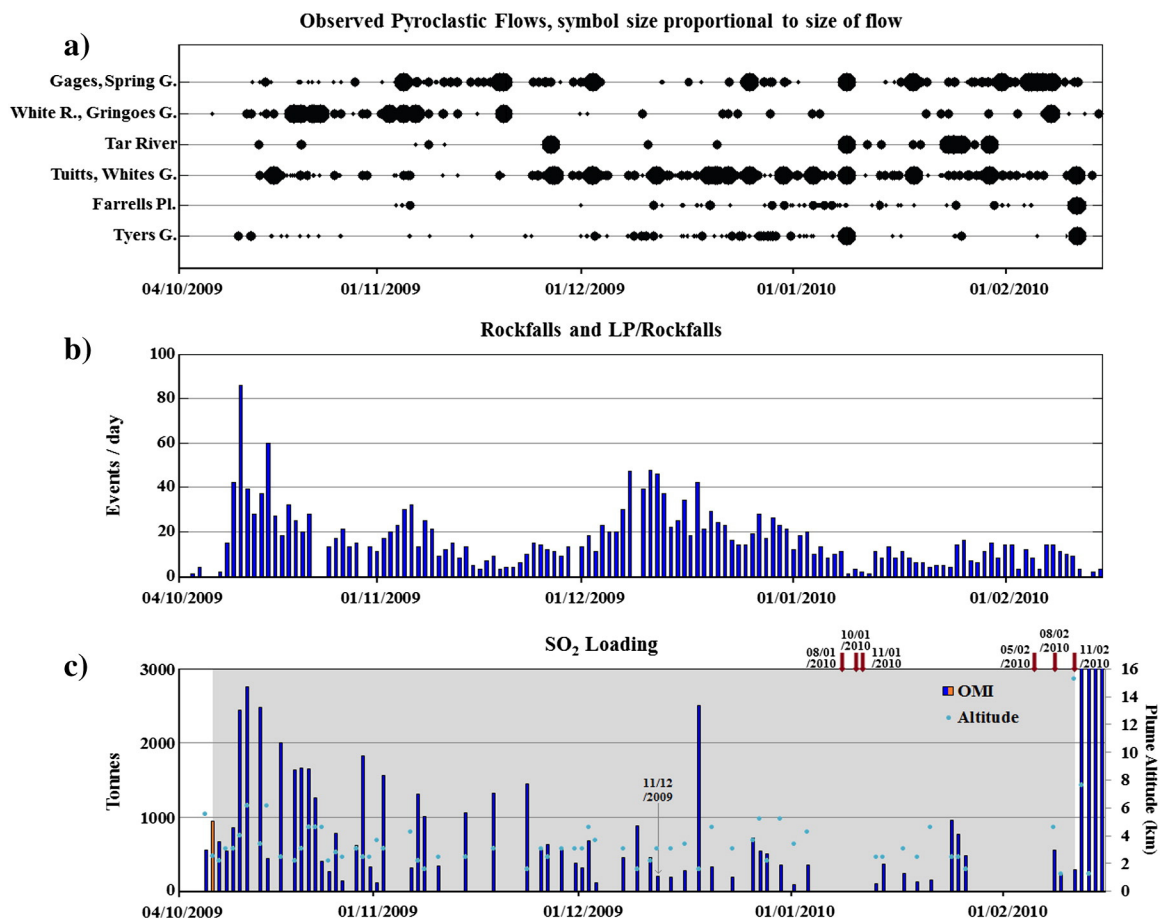 Observed Pyroclastic Flows, symbol size proportional to size of flow
a)
Gages, Spring G.
White R., Gringoes G.
Tar River
Tuitts, Whites G.
Farrells Pl.
Tyers G.
04/10/2009 01/11/2009 01/12/2009 01/01/2010 01/02/2010
Rockfalls and LP/Rockfalls
b)
Events / day
100
80
60
40
20
0
04/10/2009 01/11/2009 01/12/2009 01/01/2010 01/02/2010
SO₂ Loading
c)
08/01
/2010
10/01
/2010
11/01
/2010
05/02
/2010
08/02
/2010
11/02
/2010
Tonnes
3000
2000
1000
0
OMI
Altitude
11/12
/2009
16
14
12
10
8
6
4
2
0
Plume Altitude (km)
04/10/2009 01/11/2009 01/12/2009 01/01/2010 01/02/2010